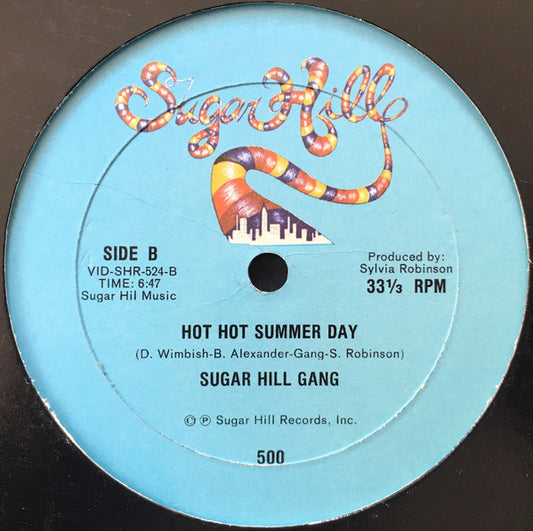 Sugar Hill
SIDE B
VID-SHR-524-B
TIME: 6:47
Sugar Hil Music
Produced by:
Sylvia Robinson
33⅓ RPM
HOT HOT SUMMER DAY
(D. Wimbish-B. Alexander-Gang-S. Robinson)
SUGAR HILL GANG
© ℗ Sugar Hill Records, Inc.
500